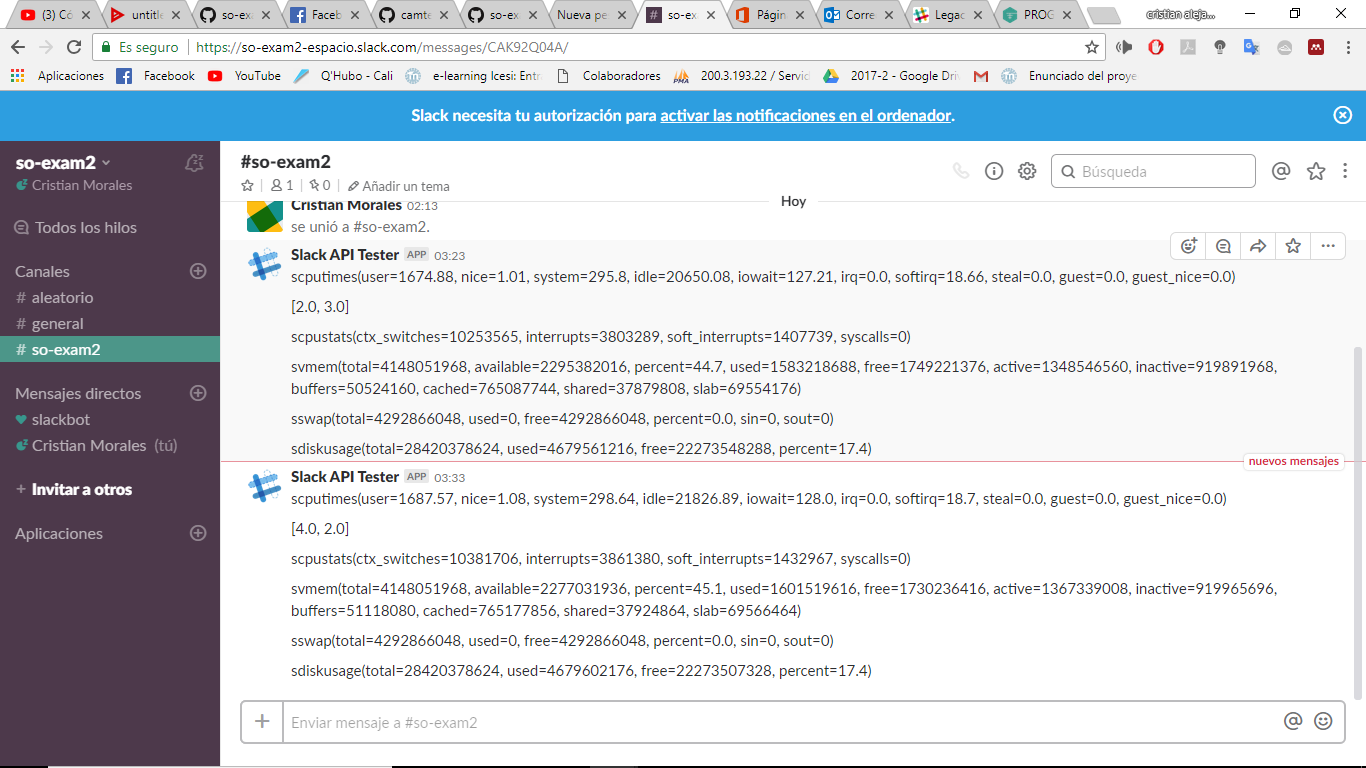 (3) Có
untitl
so-ex
Faceb
camte
so-ex
Nueva pe
so-ex
Págin
Corre
Legac
PROG
cristian aleja...
Es seguro
https://so-exam2-espacio.slack.com/messages/CAK92Q04A/
Aplicaciones
Facebook
YouTube
Q'Hubo - Cali
e-learning Icesi: Entr
Colaboradores
200.3.193.22 / Servid
2017-2 - Google Dri
Enunciado del proye
Slack necesita tu autorización para activar las notificaciones en el ordenador.
so-exam2
Cristian Morales
Todos los hilos
Canales
# aleatorio
# general
# so-exam2
Mensajes directos
slackbot
Cristian Morales (tú)
+ Invitar a otros
Aplicaciones
#so-exam2
1
0
Añadir un tema
Búsqueda
Hoy
Cristian Morales 02:13
se unió a #so-exam2.
Slack API Tester APP 03:23
scputimes(user=1674.88, nice=1.01, system=295.8, idle=20650.08, iowait=127.21, irq=0.0, softirq=18.66, steal=0.0, guest=0.0, guest_nice=0.0)
[2.0, 3.0]
scpustats(ctx_switches=10253565, interrupts=3803289, soft_interrupts=1407739, syscalls=0)
svmem(total=4148051968, available=2295382016, percent=44.7, used=1583218688, free=1749221376, active=1348546560, inactive=919891968,
buffers=50524160, cached=765087744, shared=37879808, slab=69554176)
sswap(total=4292866048, used=0, free=4292866048, percent=0.0, sin=0, sout=0)
sdiskusage(total=28420378624, used=4679561216, free=22273548288, percent=17.4)
nuevos mensajes
Slack API Tester APP 03:33
scputimes(user=1687.57, nice=1.08, system=298.64, idle=21826.89, iowait=128.0, irq=0.0, softirq=18.7, steal=0.0, guest=0.0, guest_nice=0.0)
[4.0, 2.0]
scpustats(ctx_switches=10381706, interrupts=3861380, soft_interrupts=1432967, syscalls=0)
svmem(total=4148051968, available=2277031936, percent=45.1, used=1601519616, free=1730236416, active=1367339008, inactive=919965696,
buffers=51118080, cached=765177856, shared=37924864, slab=69566464)
sswap(total=4292866048, used=0, free=4292866048, percent=0.0, sin=0, sout=0)
sdiskusage(total=28420378624, used=4679602176, free=22273507328, percent=17.4)
Enviar mensaje a #so-exam2